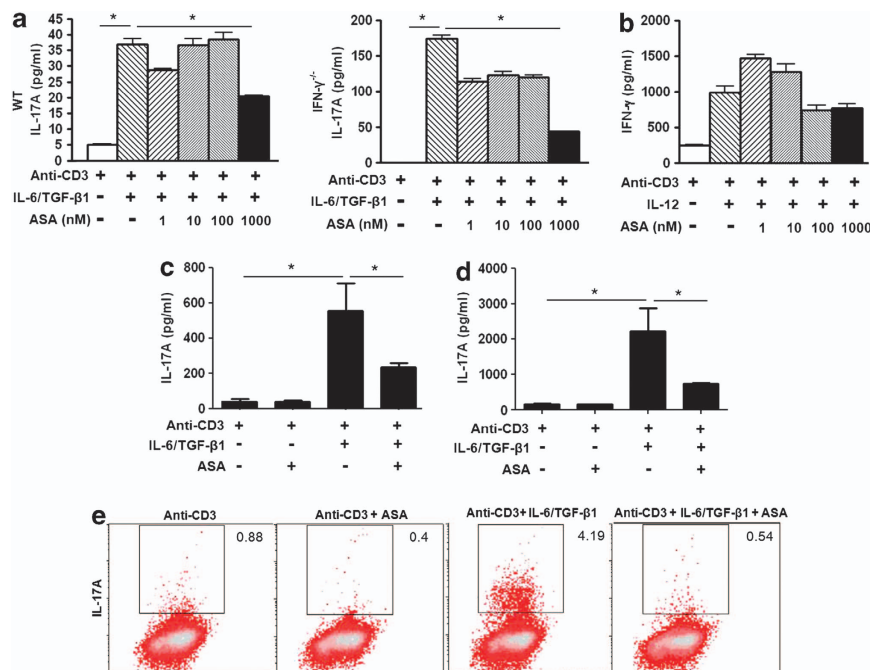 a
WT
IL-17A (pg/ml)
45
40
35
30
25
20
15
10
5
0
*
*
Anti-CD3 + + + + + +
IL-6/TGF-β1 - + + + + +
ASA (nM) - - 1 10 100 1000
IFN-γ-/-
IL-17A (pg/ml)
200
150
100
50
0
*
*
Anti-CD3 + + + + + +
IL-6/TGF-β1 - + + + + +
ASA (nM) - - 1 10 100 1000
b
IFN-γ (pg/ml)
2000
1500
1000
500
0
Anti-CD3 + + + + + +
IL-12 - + + + + +
ASA (nM) - - 1 10 100 1000
c
IL-17A (pg/ml)
800
600
400
200
0
*
*
Anti-CD3 + + + +
IL-6/TGF-β1 - - + +
ASA - + - +
d
IL-17A (pg/ml)
4000
3000
2000
1000
0
*
*
Anti-CD3 + + + +
IL-6/TGF-β1 - - + +
ASA - + - +
e
Anti-CD3
Anti-CD3 + ASA
Anti-CD3+IL-6/TGF-β1
Anti-CD3 + IL-6/TGF-β1 + ASA
0.88
0.4
4.19
0.54
IL-17A